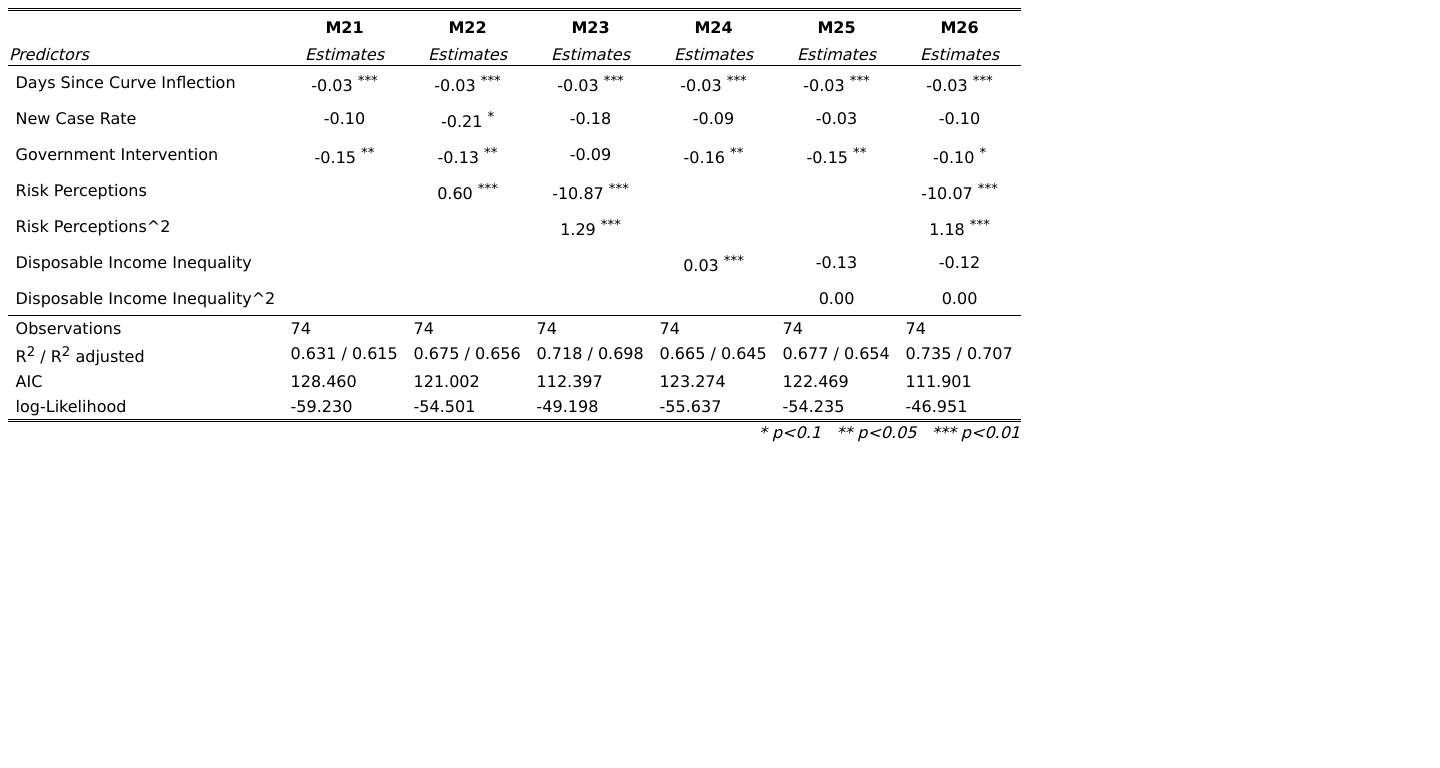 M21 M22 M23 M24 M25 M26
Predictors Estimates Estimates Estimates Estimates Estimates Estimates
Days Since Curve Inflection -0.03 *** -0.03 *** -0.03 *** -0.03 *** -0.03 *** -0.03 ***
New Case Rate -0.10 -0.21 * -0.18 -0.09 -0.03 -0.10
Government Intervention -0.15 ** -0.13 ** -0.09 -0.16 ** -0.15 ** -0.10 *
Risk Perceptions 0.60 *** -10.87 *** -10.07 ***
Risk Perceptions^2 1.29 *** 1.18 ***
Disposable Income Inequality 0.03 *** -0.13 -0.12
Disposable Income Inequality^2 0.00 0.00
Observations 74 74 74 74 74 74
R2 / R2 adjusted 0.631 / 0.615 0.675 / 0.656 0.718 / 0.698 0.665 / 0.645 0.677 / 0.654 0.735 / 0.707
AIC 128.460 121.002 112.397 123.274 122.469 111.901
log-Likelihood -59.230 -54.501 -49.198 -55.637 -54.235 -46.951
* p<0.1 ** p<0.05 *** p<0.01